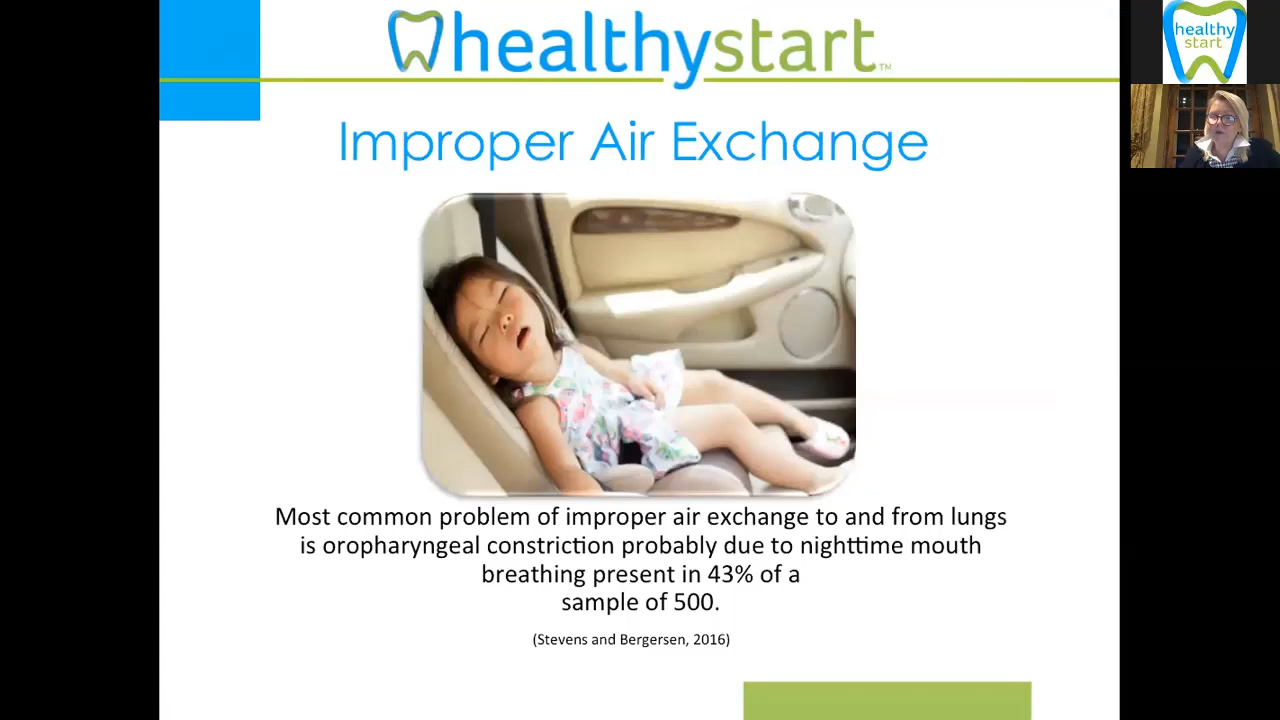 healthystart™
Improper Air Exchange
Most common problem of improper air exchange to and from lungs
is oropharyngeal constriction probably due to nighttime mouth
breathing present in 43% of a
sample of 500.
(Stevens and Bergersen, 2016)
healthy
start